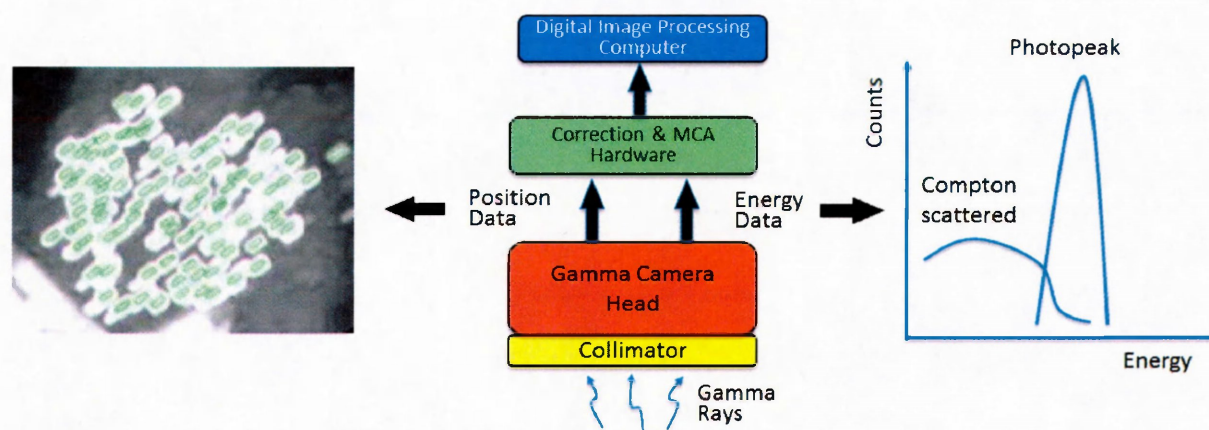 Digital Image Processing
Computer
Correction & MCA
Hardware
Position
Data
Energy
Data
Gamma Camera
Head
Collimator
Gamma
Rays
Photopeak
Counts
Compton
scattered
Energy